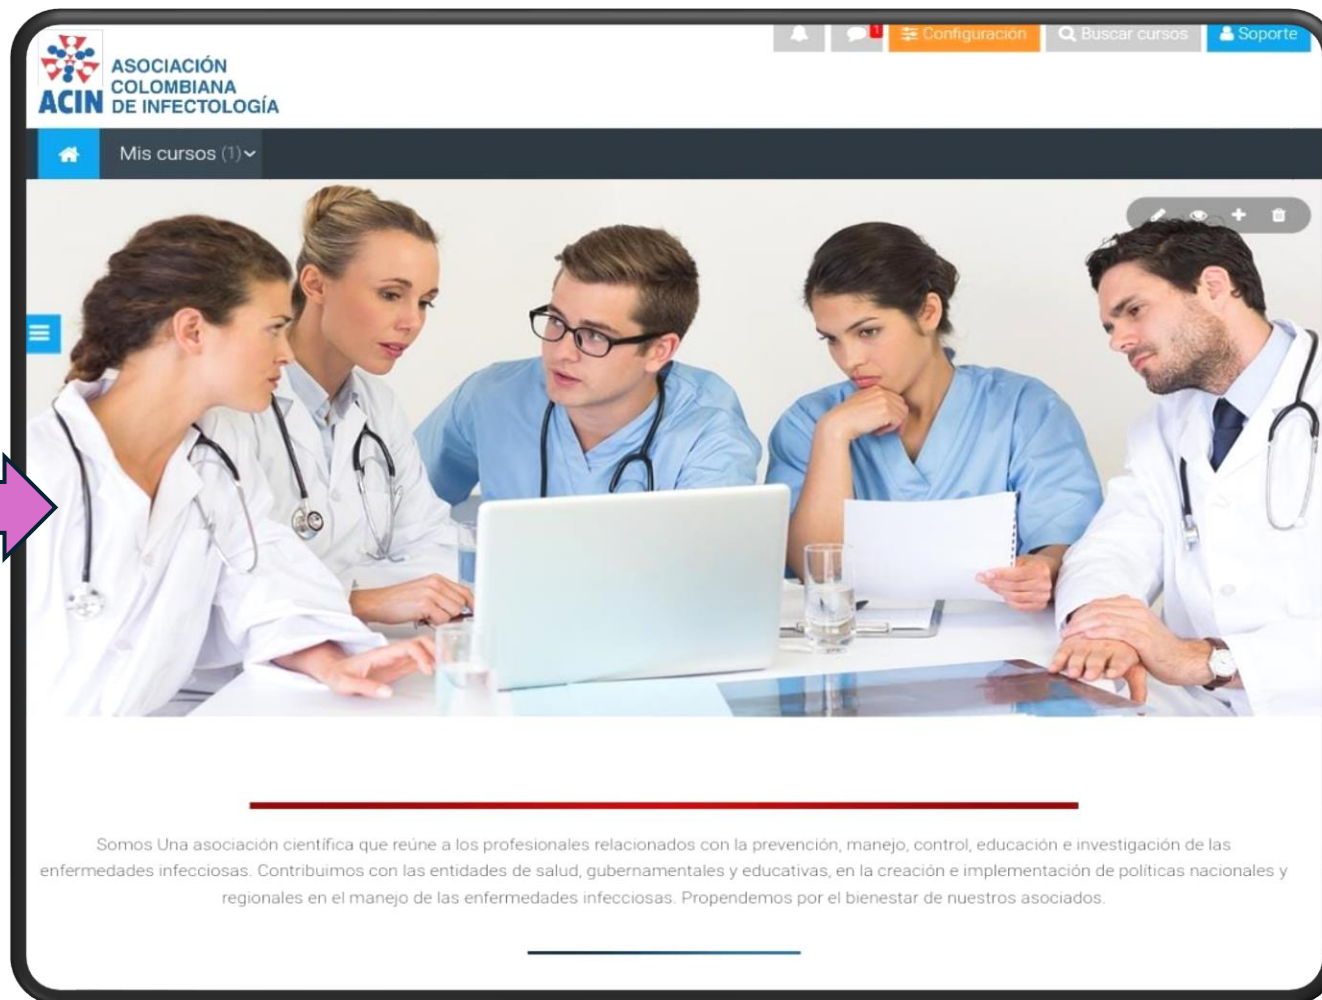 ACIN
ASOCIACIÓN
COLOMBIANA
DE INFECTOLOGÍA
1
Configuración
Buscar cursos
Soporte
Mis cursos (1)
Somos Una asociación científica que reúne a los profesionales relacionados con la prevención, manejo, control, educación e investigación de las
enfermedades infecciosas. Contribuimos con las entidades de salud, gubernamentales y educativas, en la creación e implementación de políticas nacionales y
regionales en el manejo de las enfermedades infecciosas. Propendemos por el bienestar de nuestros asociados.